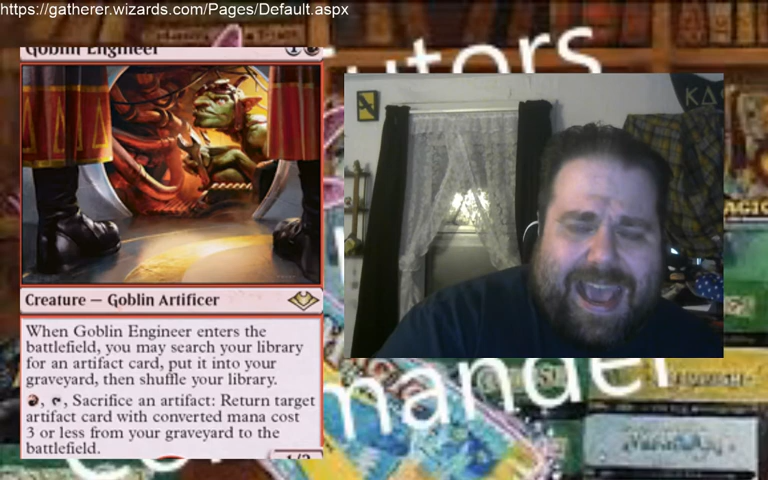 https://gatherer.wizards.com/Pages/Default.aspx
Goblin Engineer
Creature — Goblin Artificer
When Goblin Engineer enters the
battlefield, you may search your library
for an artifact card, put it into your
graveyard, then shuffle your library.
, , Sacrifice an artifact: Return target
artifact card with converted mana cost
3 or less from your graveyard to the
battlefield.
1/2
ΚΔ